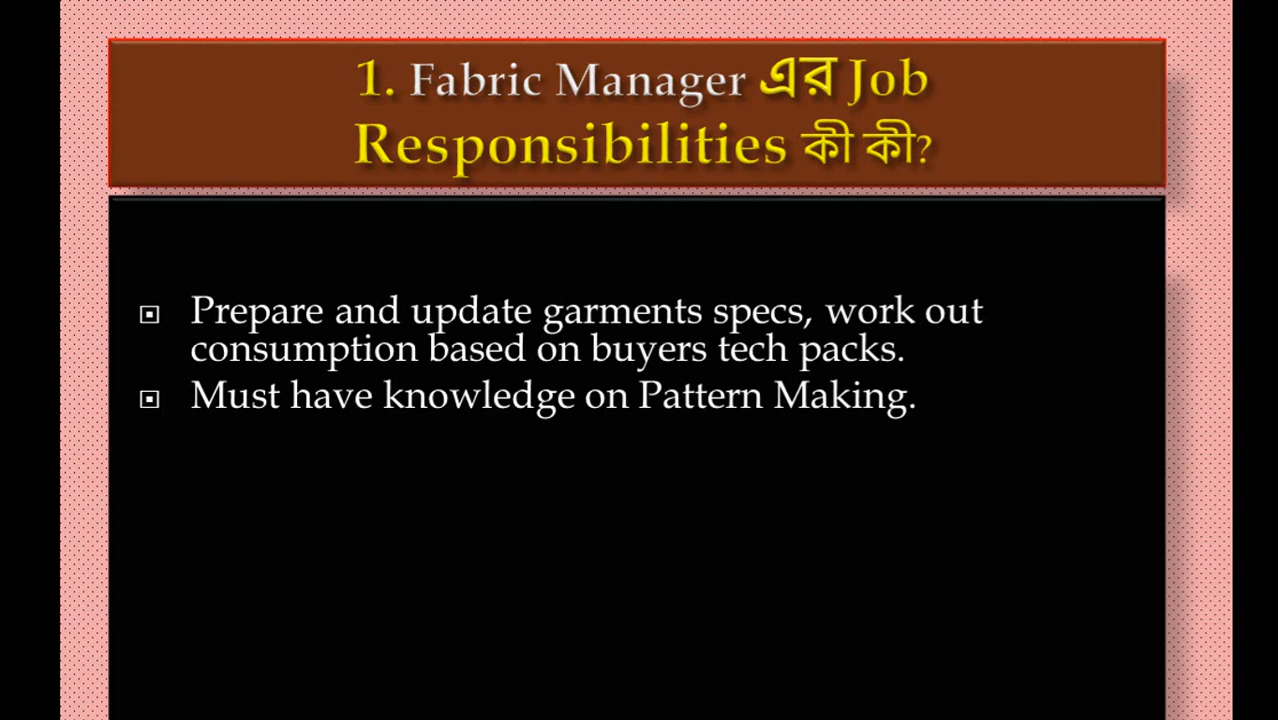 1. Fabric Manager এর Job
Responsibilities কী কী?
Prepare and update garments specs, work out
consumption based on buyers tech packs.
Must have knowledge on Pattern Making.